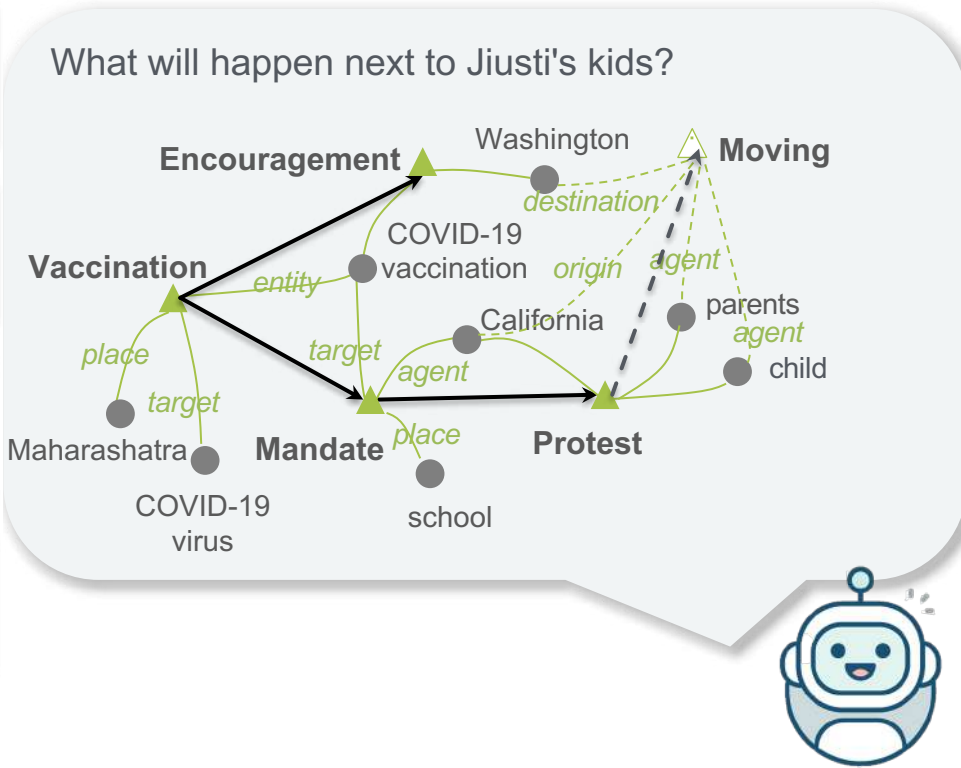 What will happen next to Jiusti's kids?
Washington
Encouragement
Moving
destination
COVID-19
vaccination
Vaccination
entity
origin
agent
parents
California
agent
place
target
agent
child
target
Maharashatra
Mandate
place
Protest
COVID-19
virus
school